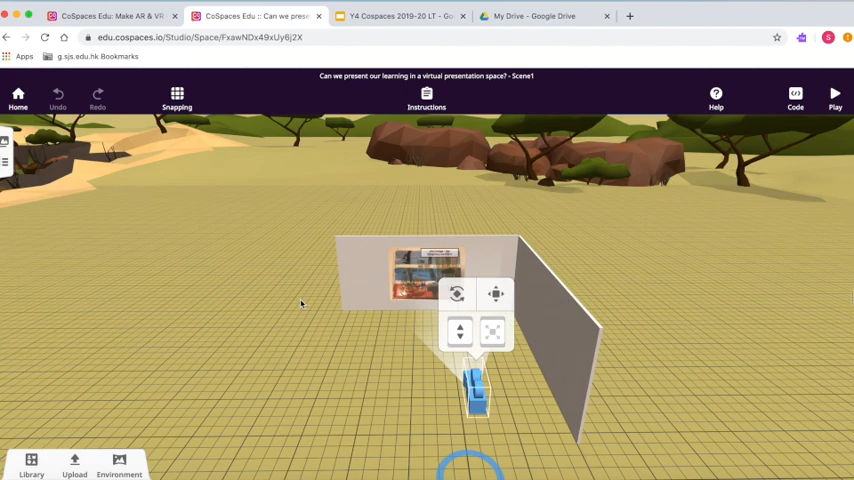 CoSpaces Edu: Make AR & VR
CoSpaces Edu :: Can we prese
Y4 Cospaces 2019-20 LT - Go
My Drive - Google Drive
edu.cospaces.io/Studio/Space/FxawNDx49xUy6j2X
S
Apps
g.sjs.edu.hk Bookmarks
Can we present our learning in a virtual presentation space? - Scene1
Home
Undo
Redo
Snapping
Instructions
Help
Code
Play
Library
Upload
Environment